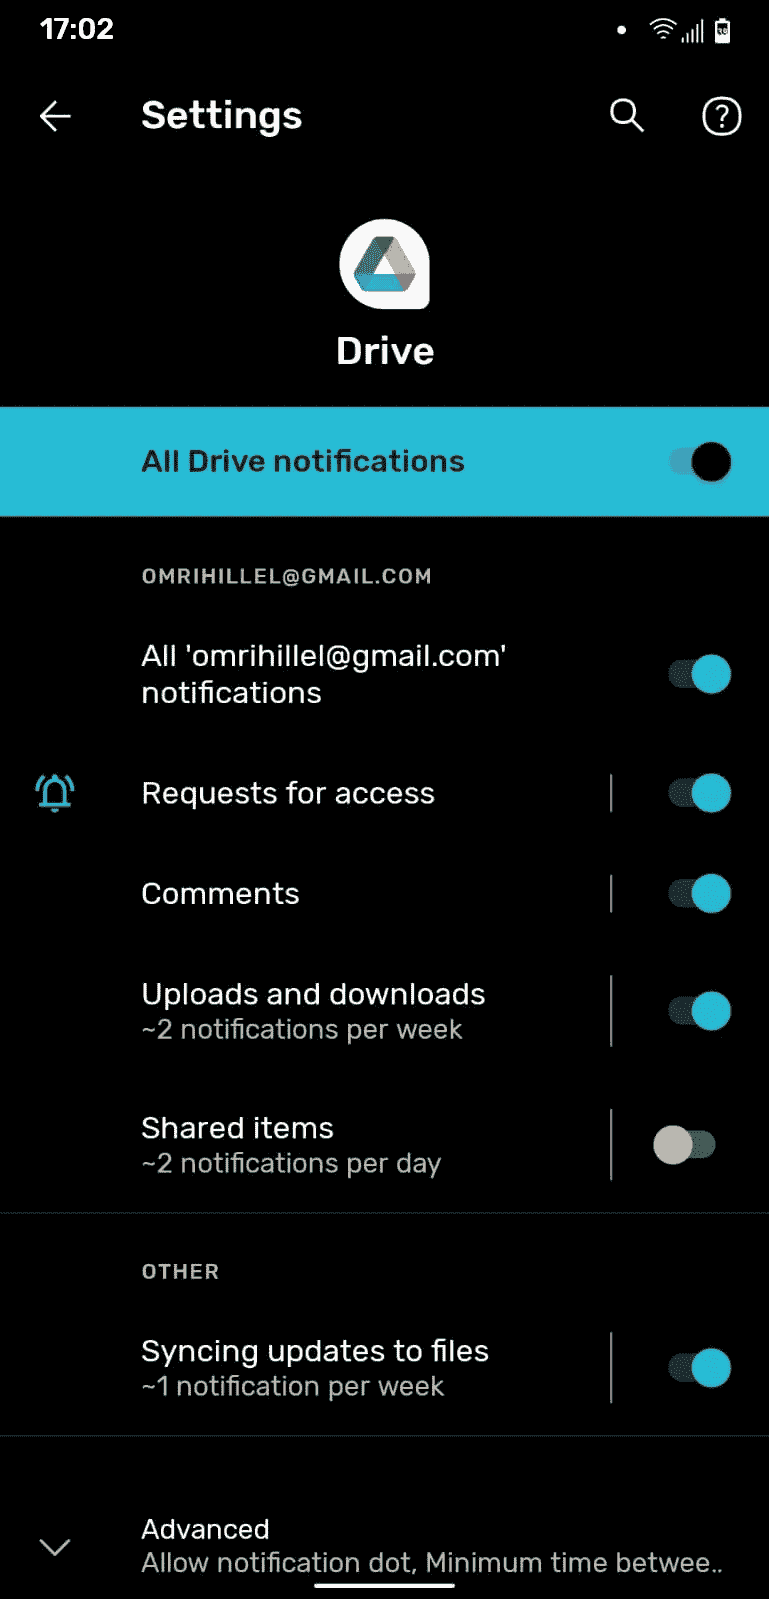 17:02
Settings
Drive
All Drive notifications
OMRIHILLEL@GMAIL.COM
All 'omrihillel@gmail.com'
notifications
Requests for access
Comments
Uploads and downloads
~2 notifications per week
Shared items
~2 notifications per day
OTHER
Syncing updates to files
~1 notification per week
Advanced
Allow notification dot, Minimum time betwee..